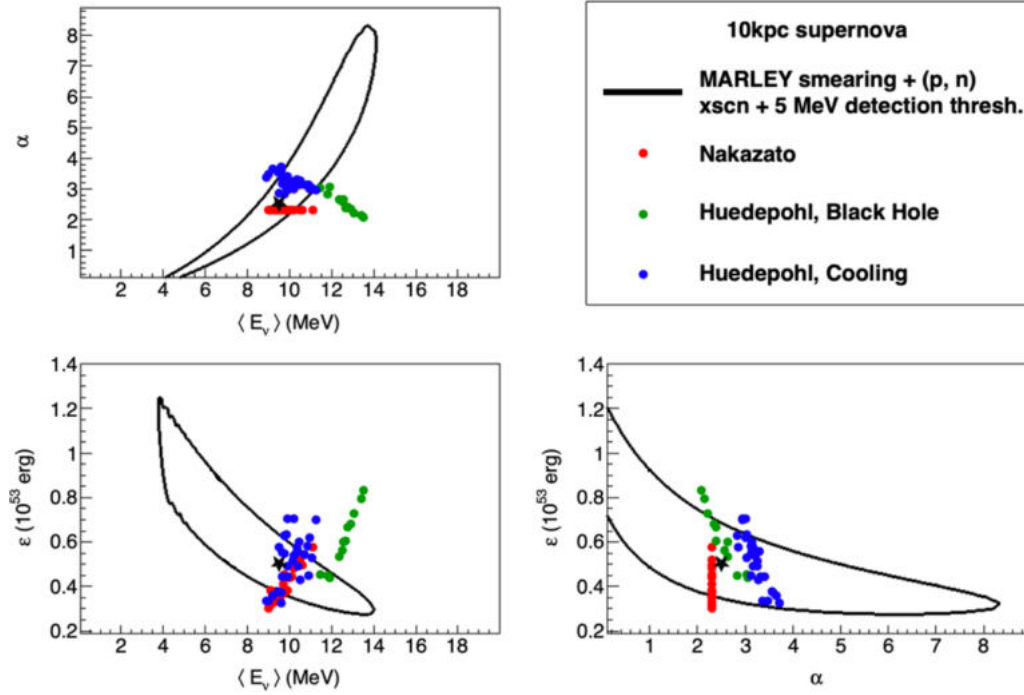 8
7
6
5
4
3
2
1
α
2 4 6 8 10 12 14 16 18
⟨ Eν ⟩ (MeV)
10kpc supernova
MARLEY smearing + (p, n)
xscn + 5 MeV detection thresh.
Nakazato
Huedepohl, Black Hole
Huedepohl, Cooling
1.4
1.2
1
0.8
0.6
0.4
0.2
ε (10⁵³ erg)
2 4 6 8 10 12 14 16 18
⟨ Eν ⟩ (MeV)
1.4
1.2
1
0.8
0.6
0.4
0.2
ε (10⁵³ erg)
1 2 3 4 5 6 7 8
α